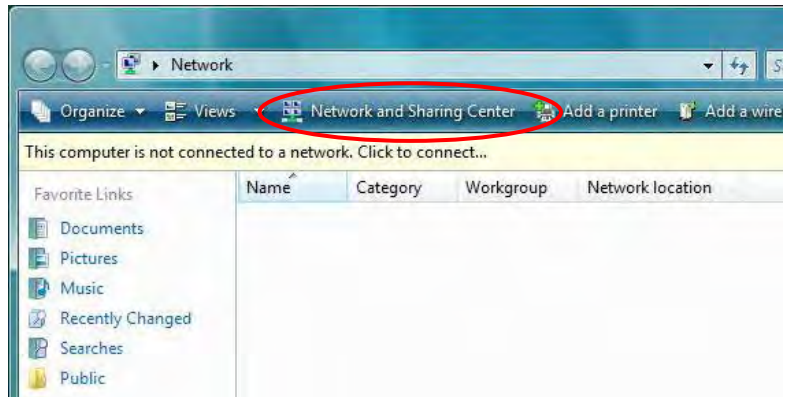 Network
Organize Views Network and Sharing Center Add a printer Add a wire
This computer is not connected to a network. Click to connect...
Favorite Links Name Category Workgroup Network location
Documents
Pictures
Music
Recently Changed
Searches
Public